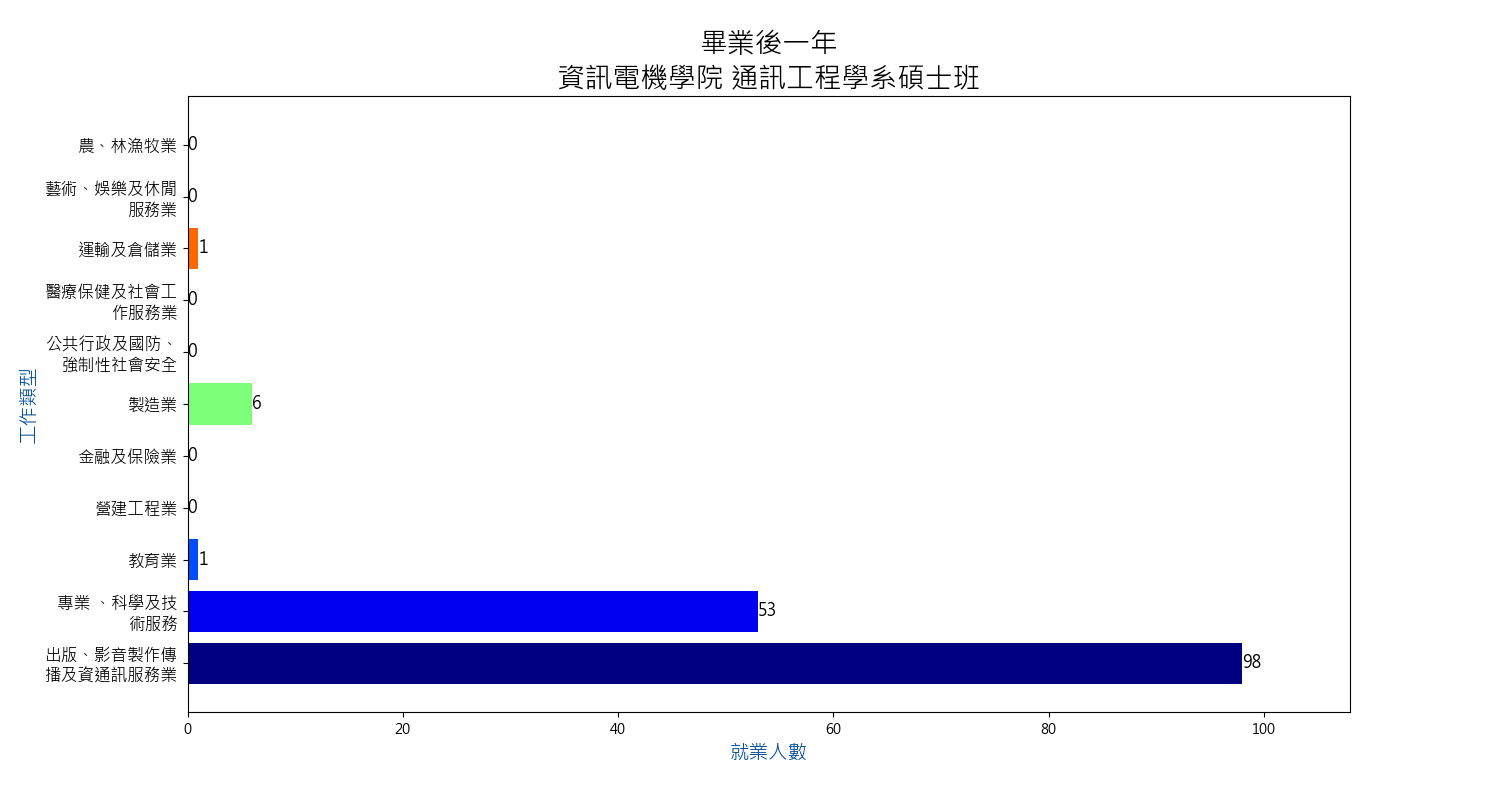 畢業後一年
資訊電機學院 通訊工程學系碩士班
農、林漁牧業
0
藝術、娛樂及休閒
服務業
0
運輸及倉儲業
1
醫療保健及社會工
作服務業
0
公共行政及國防、
強制性社會安全
0
製造業
6
金融及保險業
0
營建工程業
0
教育業
1
專業 、科學及技
術服務
53
出版、影音製作傳
播及資通訊服務業
98
工作類型
0 20 40 60 80 100
就業人數